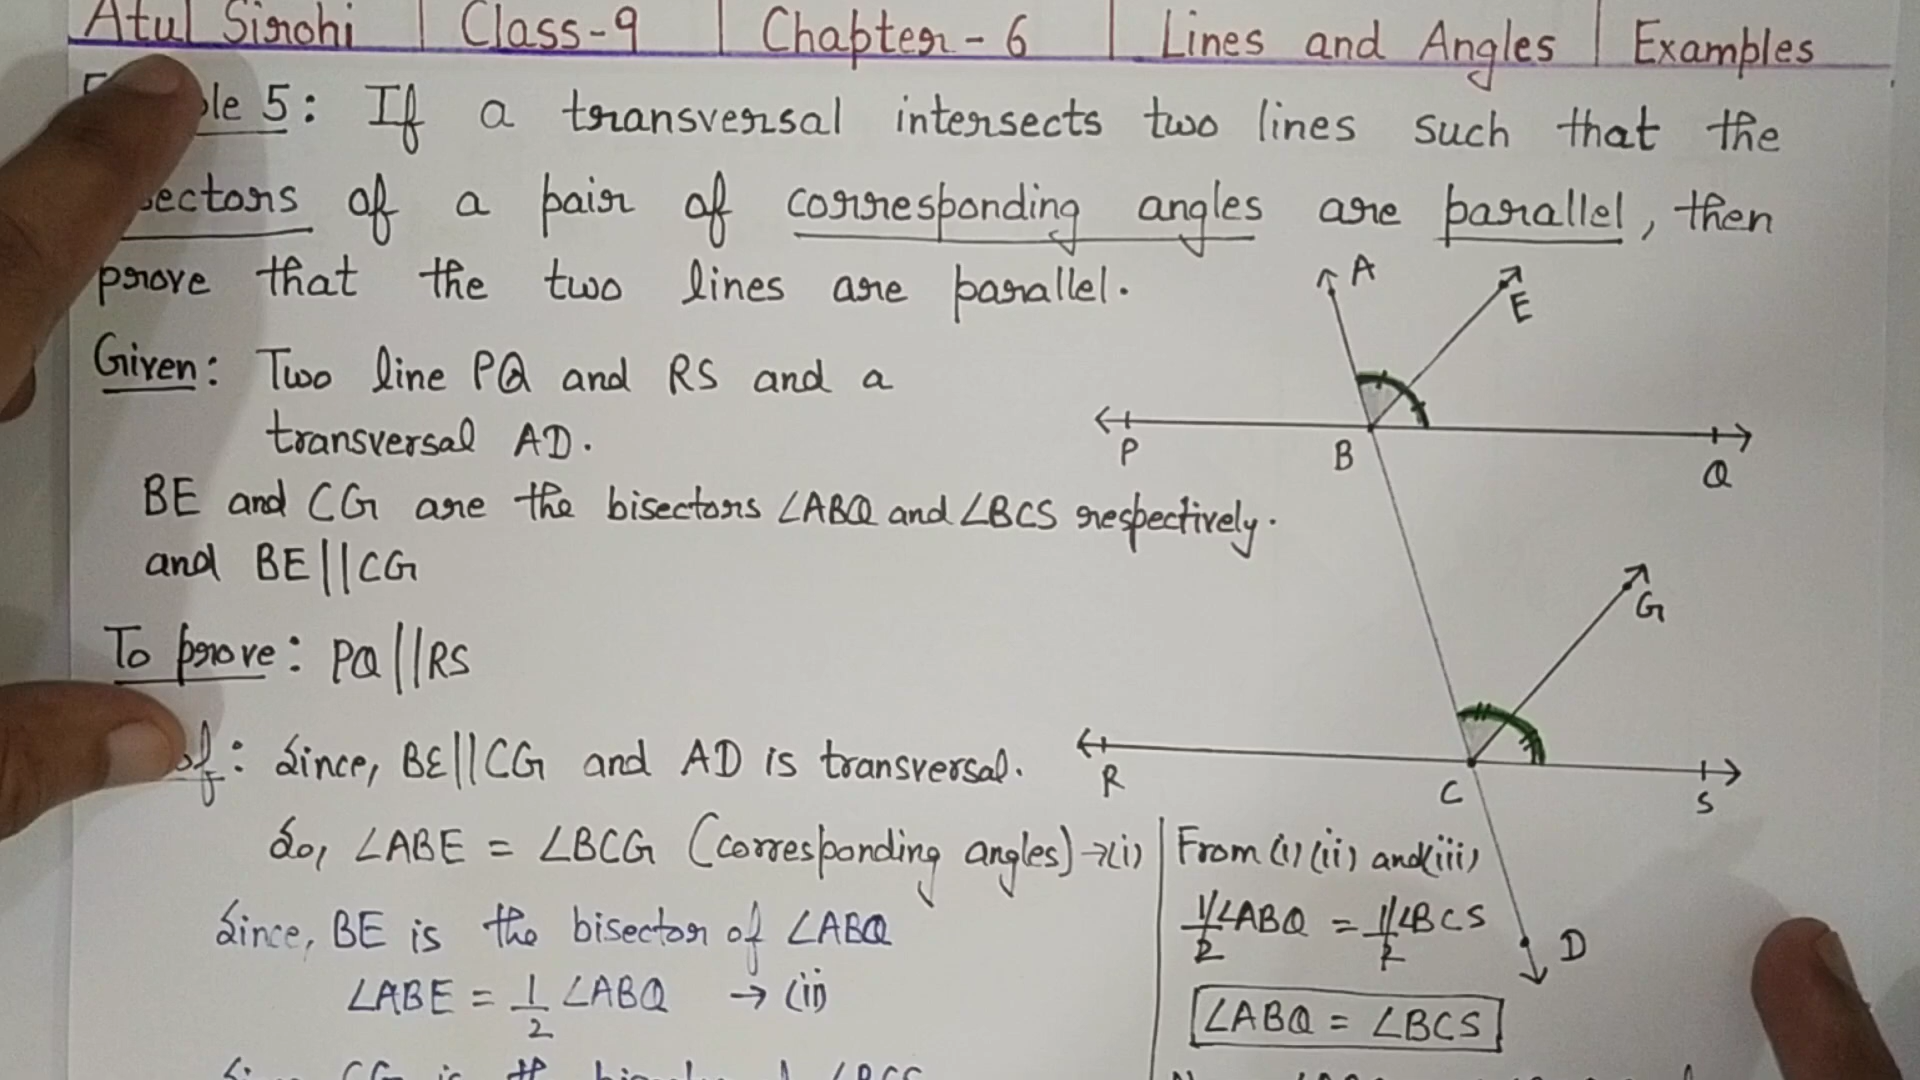 Atul Sirohi | Class-9 | Chapter-6 | Lines and Angles | Examples
5: If a transversal intersects two lines such that the
of a pair of corresponding angles are parallel, then
prove that the two lines are parallel.
Given: Two line PQ and RS and a
transversal AD.
BE and CG are the bisectors ∠ABQ and ∠BCS respectively.
and BE||CG
To prove: PQ||RS
Since, BE||CG and AD is transversal.
So, ∠ABE = ∠BCG (corresponding angles) → (i)
Since, BE is the bisector of ∠ABQ
∠ABE = 1/2 ∠ABQ → (ii)
From (i) (ii) and (iii)
1/2 ∠ABQ = 1/2 ∠BCS
∠ABQ = ∠BCS
A
E
P
B
Q
G
R
C
S
D